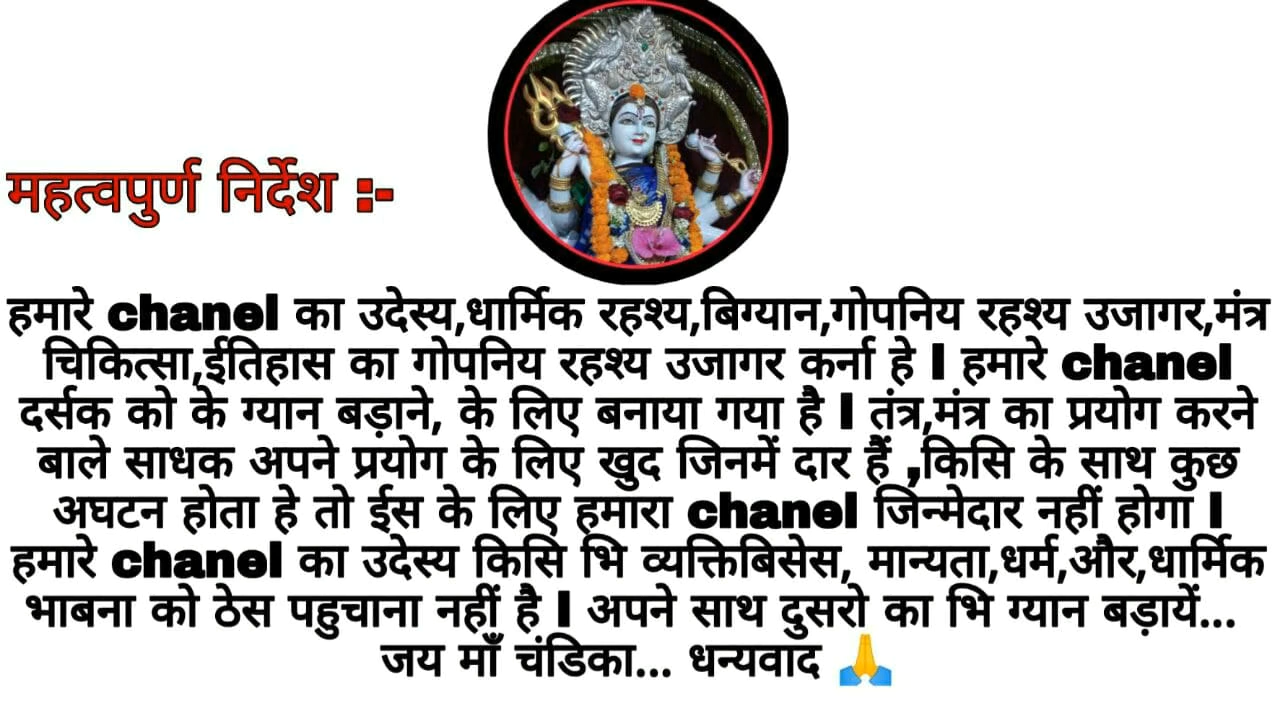 महत्वपुर्ण निर्देश :-
हमारे chanel का उदेस्य,धार्मिक रहश्य,बिग्यान,गोपनिय रहश्य उजागर,मंत्र
चिकित्सा,ईतिहास का गोपनिय रहश्य उजागर कर्ना हे I हमारे chanel
दर्सक को के ग्यान बड़ाने, के लिए बनाया गया है I तंत्र,मंत्र का प्रयोग करने
बाले साधक अपने प्रयोग के लिए खुद जिनमें दार हैं ,किसि के साथ कुछ
अघटन होता हे तो ईस के लिए हमारा chanel जिन्मेदार नहीं होगा I
हमारे chanel का उदेस्य किसि भि व्यक्तिबिसेस, मान्यता,धर्म,और,धार्मिक
भाबना को ठेस पहुचाना नहीं है I अपने साथ दुसरो का भि ग्यान बड़ायें...
जय माँ चंडिका... धन्यवाद 🙏